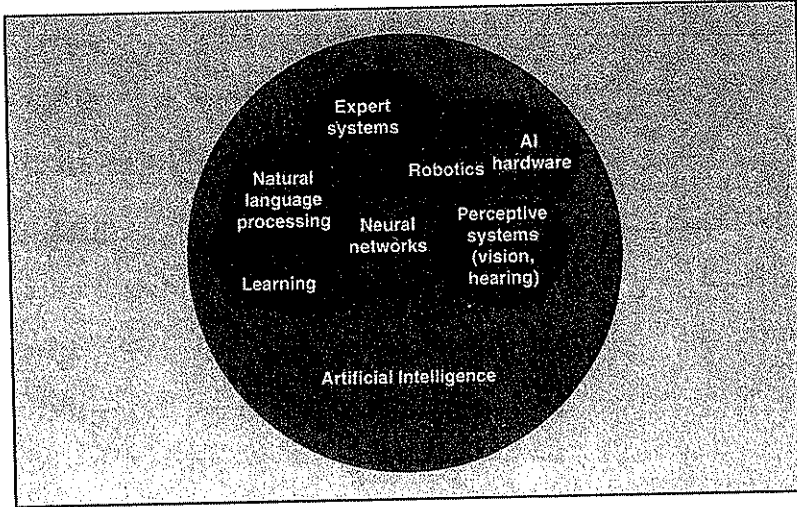 Expert
systems
AI
hardware
Robotics
Natural
language
processing
Neural
networks
Perceptive
systems
(vision,
hearing)
Learning
Artificial Intelligence